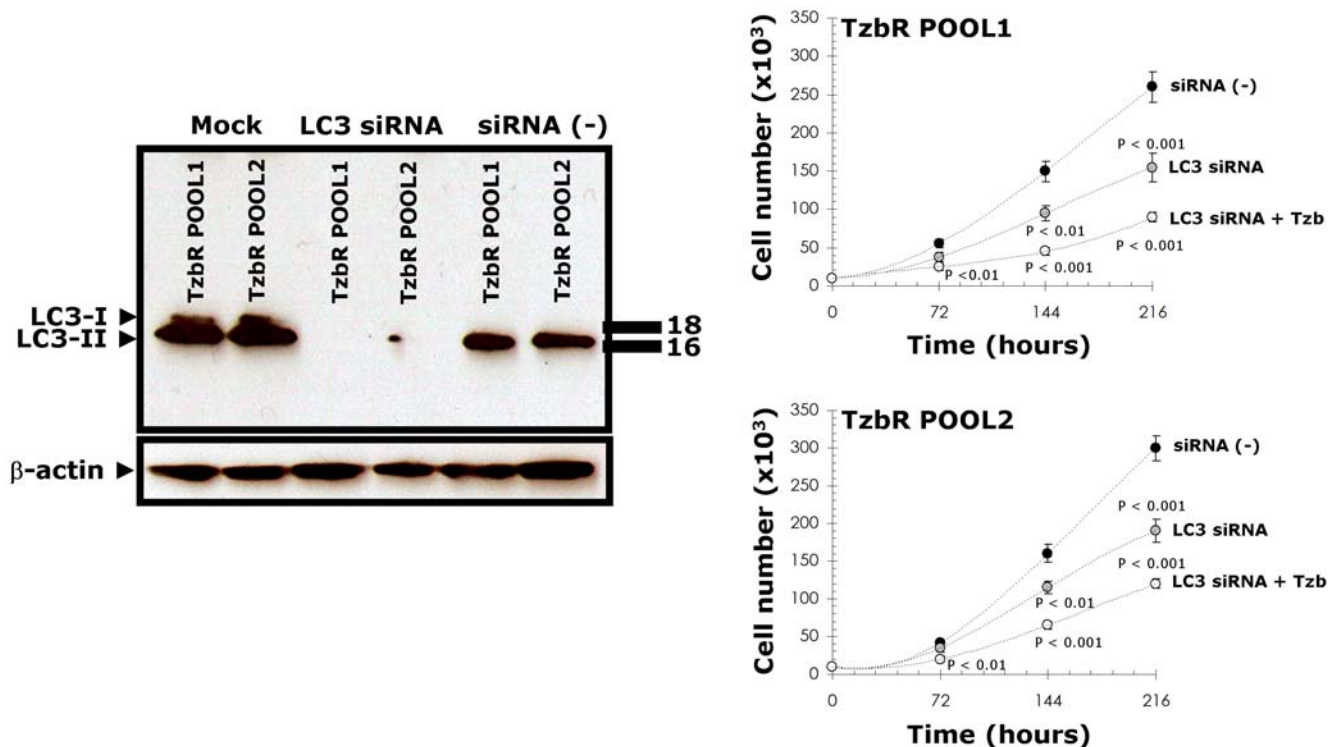 Mock LC3 siRNA siRNA (-)
TzbR POOL1
TzbR POOL2
TzbR POOL1
TzbR POOL2
TzbR POOL1
TzbR POOL2
LC3-I
LC3-II
18
16
β-actin
TzbR POOL1
Cell number (x10³)
350
300
250
200
150
100
50
0
siRNA (-)
P < 0.001
LC3 siRNA
P < 0.01
LC3 siRNA + Tzb
P < 0.001
P <0.01
P < 0.001
0 72 144 216
Time (hours)
TzbR POOL2
Cell number (x10³)
350
300
250
200
150
100
50
0
siRNA (-)
P < 0.001
LC3 siRNA
P < 0.001
LC3 siRNA + Tzb
P < 0.01
P < 0.001
P < 0.01
0 72 144 216
Time (hours)